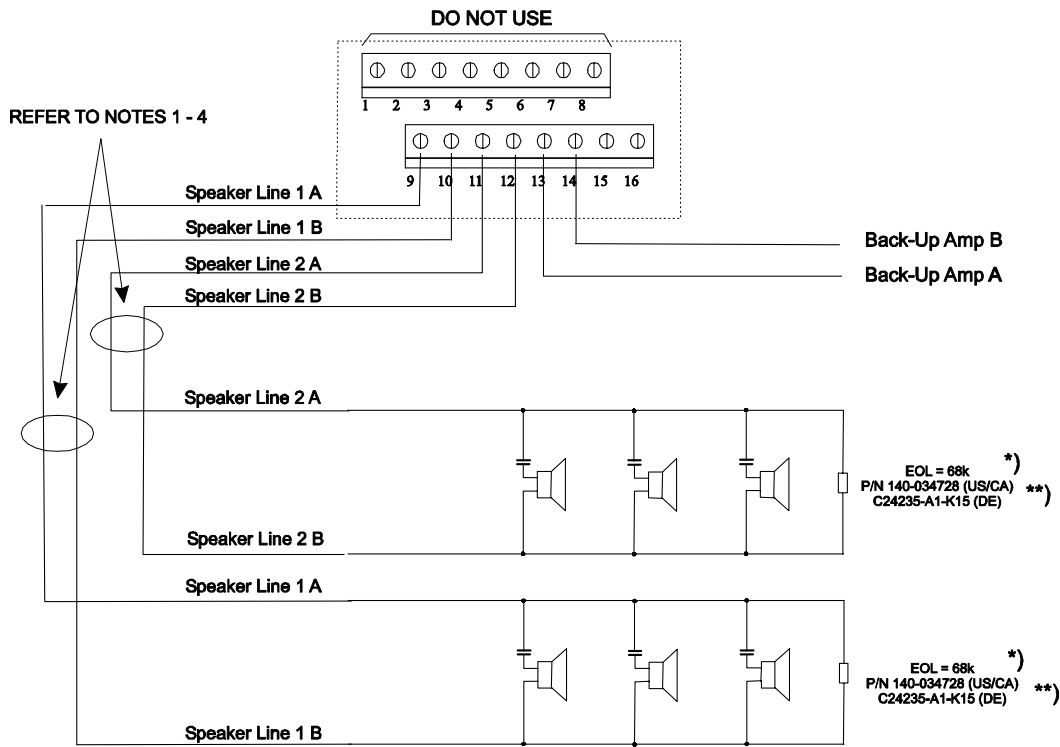 DO NOT USE
1 2 3 4 5 6 7 8
REFER TO NOTES 1 - 4
9 10 11 12 13 14 15 16
Speaker Line 1 A
Speaker Line 1 B
Speaker Line 2 A
Speaker Line 2 B
Back-Up Amp B
Back-Up Amp A
Speaker Line 2 A
EOL = 68k *)
P/N 140-034728 (US/CA) **)
C24235-A1-K15 (DE)
Speaker Line 2 B
Speaker Line 1 A
EOL = 68k *)
P/N 140-034728 (US/CA) **)
C24235-A1-K15 (DE)
Speaker Line 1 B